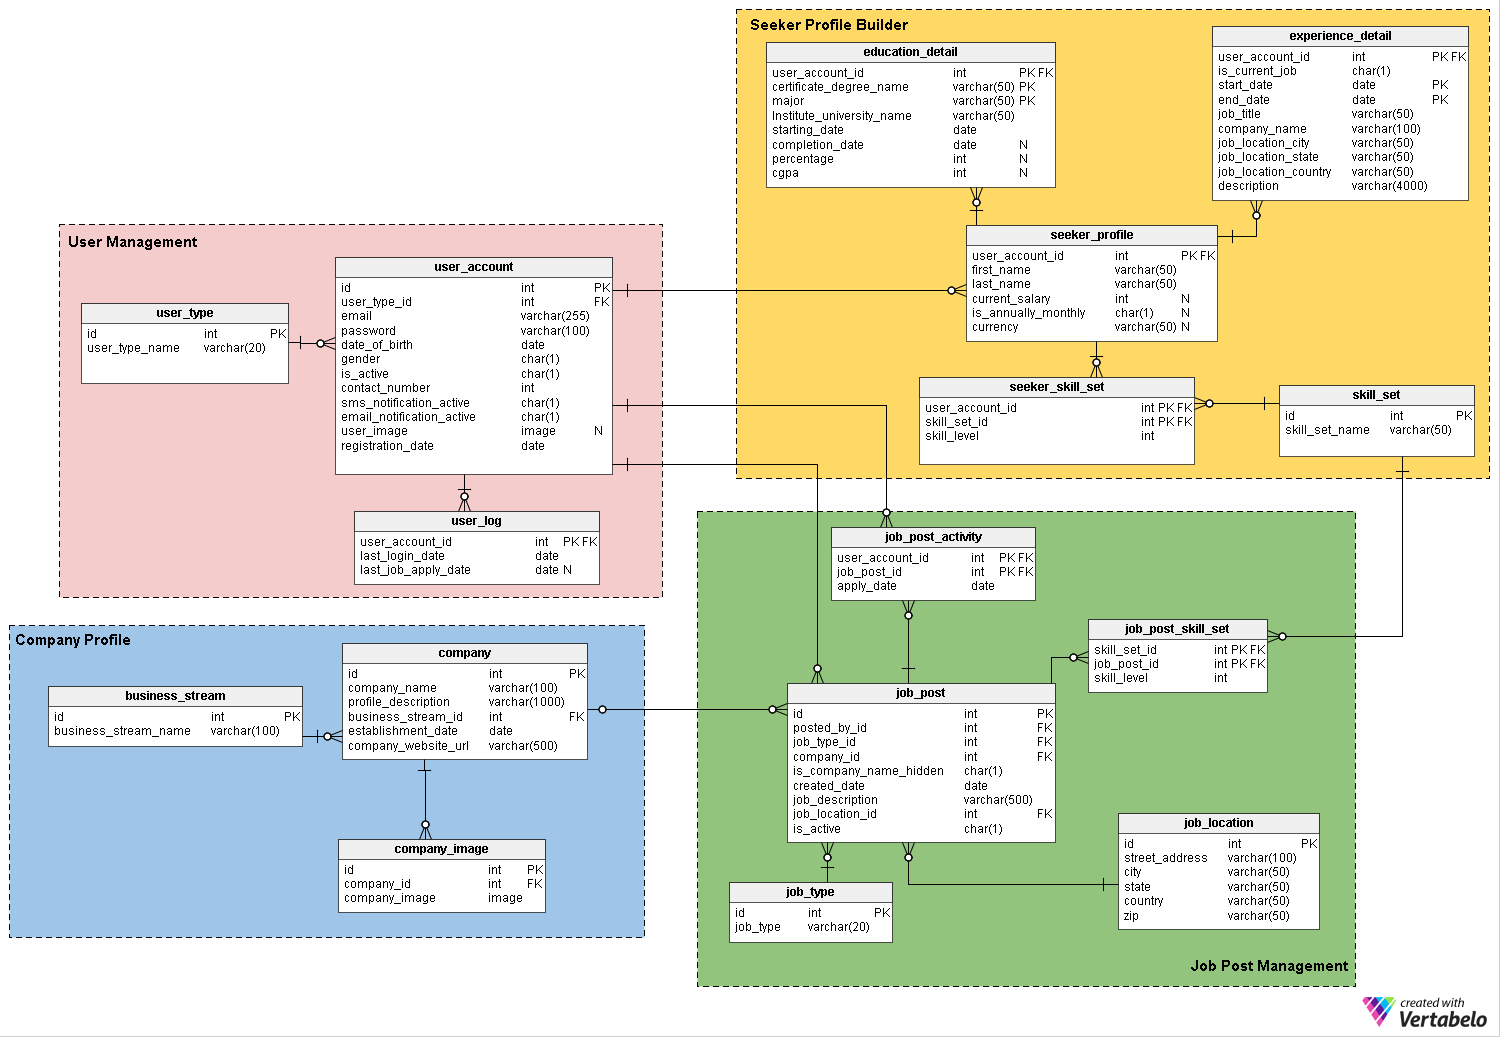 Seeker Profile Builder
education_detail
user_account_id int PK FK
certificate_degree_name varchar(50) PK
major varchar(50) PK
Institute_university_name varchar(50)
starting_date date
completion_date date N
percentage int N
cgpa int N
experience_detail
user_account_id int PK FK
is_current_job char(1)
start_date date PK
end_date date PK
job_title varchar(50)
company_name varchar(100)
job_location_city varchar(50)
job_location_state varchar(50)
job_location_country varchar(50)
description varchar(4000)
seeker_profile
user_account_id int PK FK
first_name varchar(50)
last_name varchar(50)
current_salary int N
is_annually_monthly char(1) N
currency varchar(50) N
seeker_skill_set
user_account_id int PK FK
skill_set_id int PK FK
skill_level int
skill_set
id int PK
skill_set_name varchar(50)
User Management
user_type
id int PK
user_type_name varchar(20)
user_account
id int PK
user_type_id int FK
email varchar(255)
password varchar(100)
date_of_birth date
gender char(1)
is_active char(1)
contact_number int
sms_notification_active char(1)
email_notification_active char(1)
user_image image N
registration_date date
user_log
user_account_id int PK FK
last_login_date date
last_job_apply_date date N
Company Profile
business_stream
id int PK
business_stream_name varchar(100)
company
id int PK
company_name varchar(100)
profile_description varchar(1000)
business_stream_id int FK
establishment_date date
company_website_url varchar(500)
company_image
id int PK
company_id int FK
company_image image
job_post_activity
user_account_id int PK FK
job_post_id int PK FK
apply_date date
job_post_skill_set
skill_set_id int PK FK
job_post_id int PK FK
skill_level int
job_post
id int PK
posted_by_id int FK
job_type_id int FK
company_id int FK
is_company_name_hidden char(1)
created_date date
job_description varchar(500)
job_location_id int FK
is_active char(1)
job_type
id int PK
job_type varchar(20)
job_location
id int PK
street_address varchar(100)
city varchar(50)
state varchar(50)
country varchar(50)
zip varchar(50)
Job Post Management
created with
Vertabelo